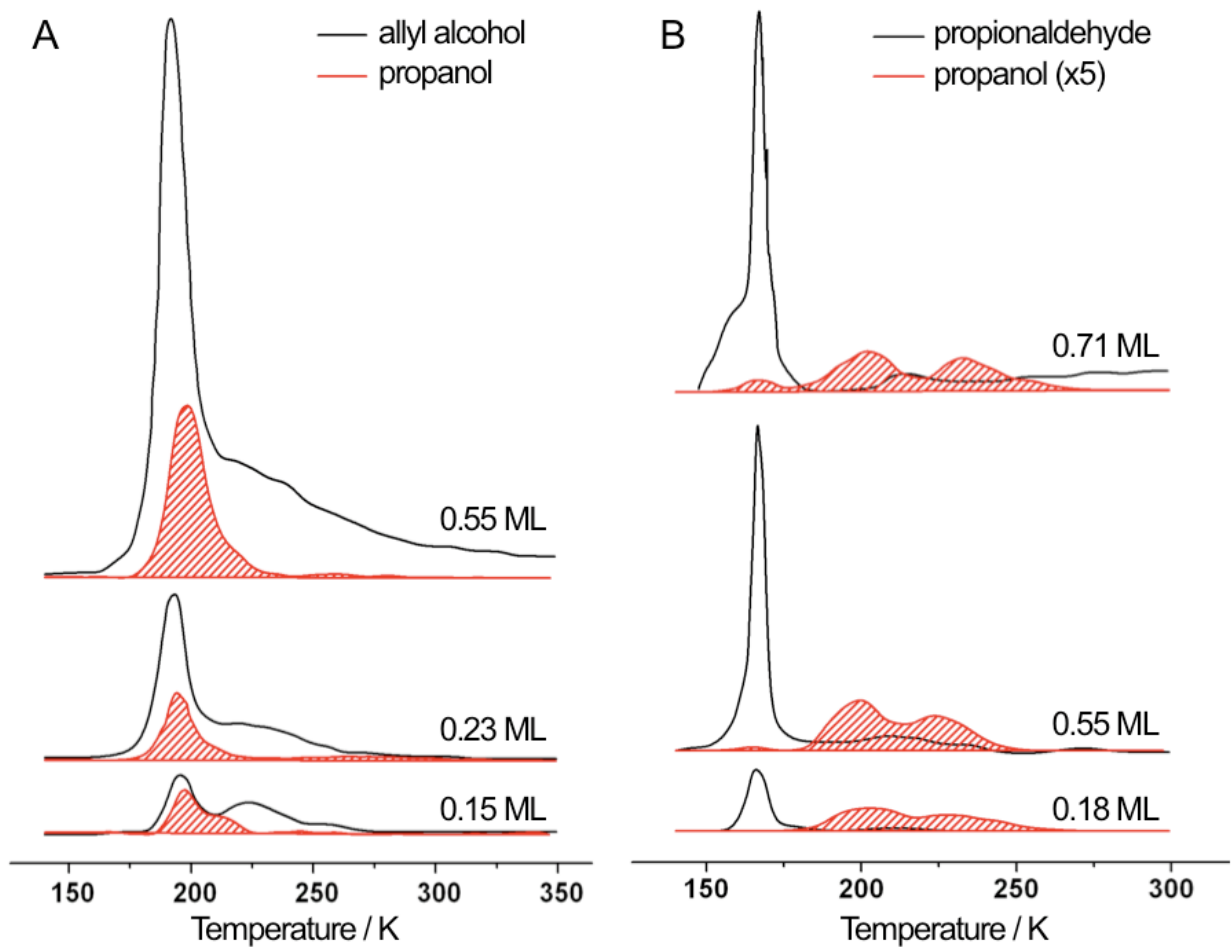 A
allyl alcohol
propanol
0.55 ML
0.23 ML
0.15 ML
150 200 250 300 350
Temperature / K
B
propionaldehyde
propanol (x5)
0.71 ML
0.55 ML
0.18 ML
150 200 250 300
Temperature / K